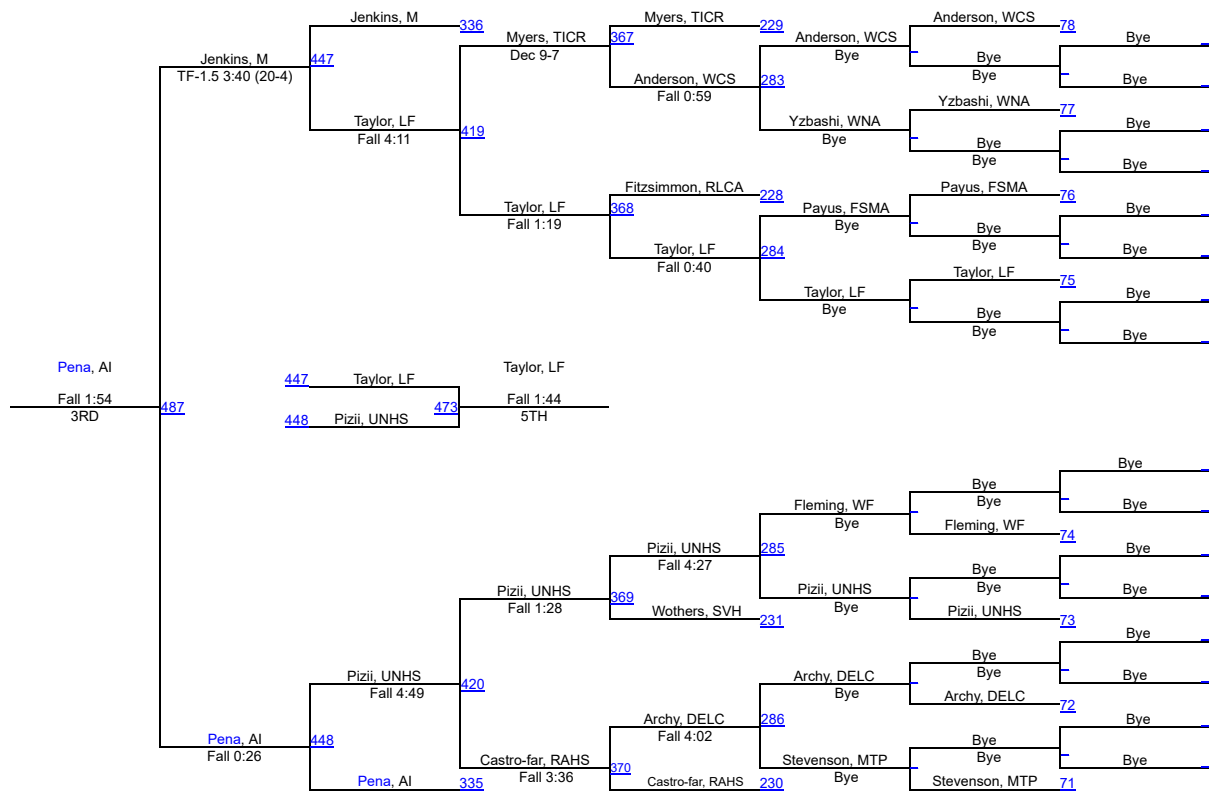 Jenkins, M
336
Myers, TICR
229
Anderson, WCS
78
Myers, TICR
367
Dec 9-7
Anderson, WCS
Bye
Bye
Bye
Bye
Jenkins, M
447
TF-1.5 3:40 (20-4)
Anderson, WCS
283
Fall 0:59
Bye
Yzbashi, WNA
77
Taylor, LF
Fall 4:11
419
Yzbashi, WNA
Bye
Bye
Bye
Bye
Bye
Fitzsimmon, RLCA
228
Payus, FSMA
76
Taylor, LF
368
Fall 1:19
Payus, FSMA
Bye
Bye
Bye
Bye
Taylor, LF
284
Fall 0:40
Bye
Taylor, LF
75
Taylor, LF
Bye
Bye
Bye
Bye
Bye
Pena, AI
Fall 1:54
3RD
487
447
Taylor, LF
448
Pizii, UNHS
473
Taylor, LF
Fall 1:44
5TH
Bye
Bye
Bye
Fleming, WF
Bye
Bye
Fleming, WF
74
Pizii, UNHS
285
Fall 4:27
Bye
Bye
Bye
Pizii, UNHS
Fall 1:28
369
Pizii, UNHS
Bye
Bye
Wothers, SVH
231
Pizii, UNHS
73
Bye
Bye
Bye
Pizii, UNHS
Fall 4:49
420
Archy, DELC
Bye
Bye
Archy, DELC
72
Archy, DELC
286
Fall 4:02
Bye
Bye
Bye
Pena, AI
448
Fall 0:26
Castro-far, RAHS
Fall 3:36
370
Stevenson, MTP
Bye
Bye
Pena, AI
335
Castro-far, RAHS
230
Stevenson, MTP
71